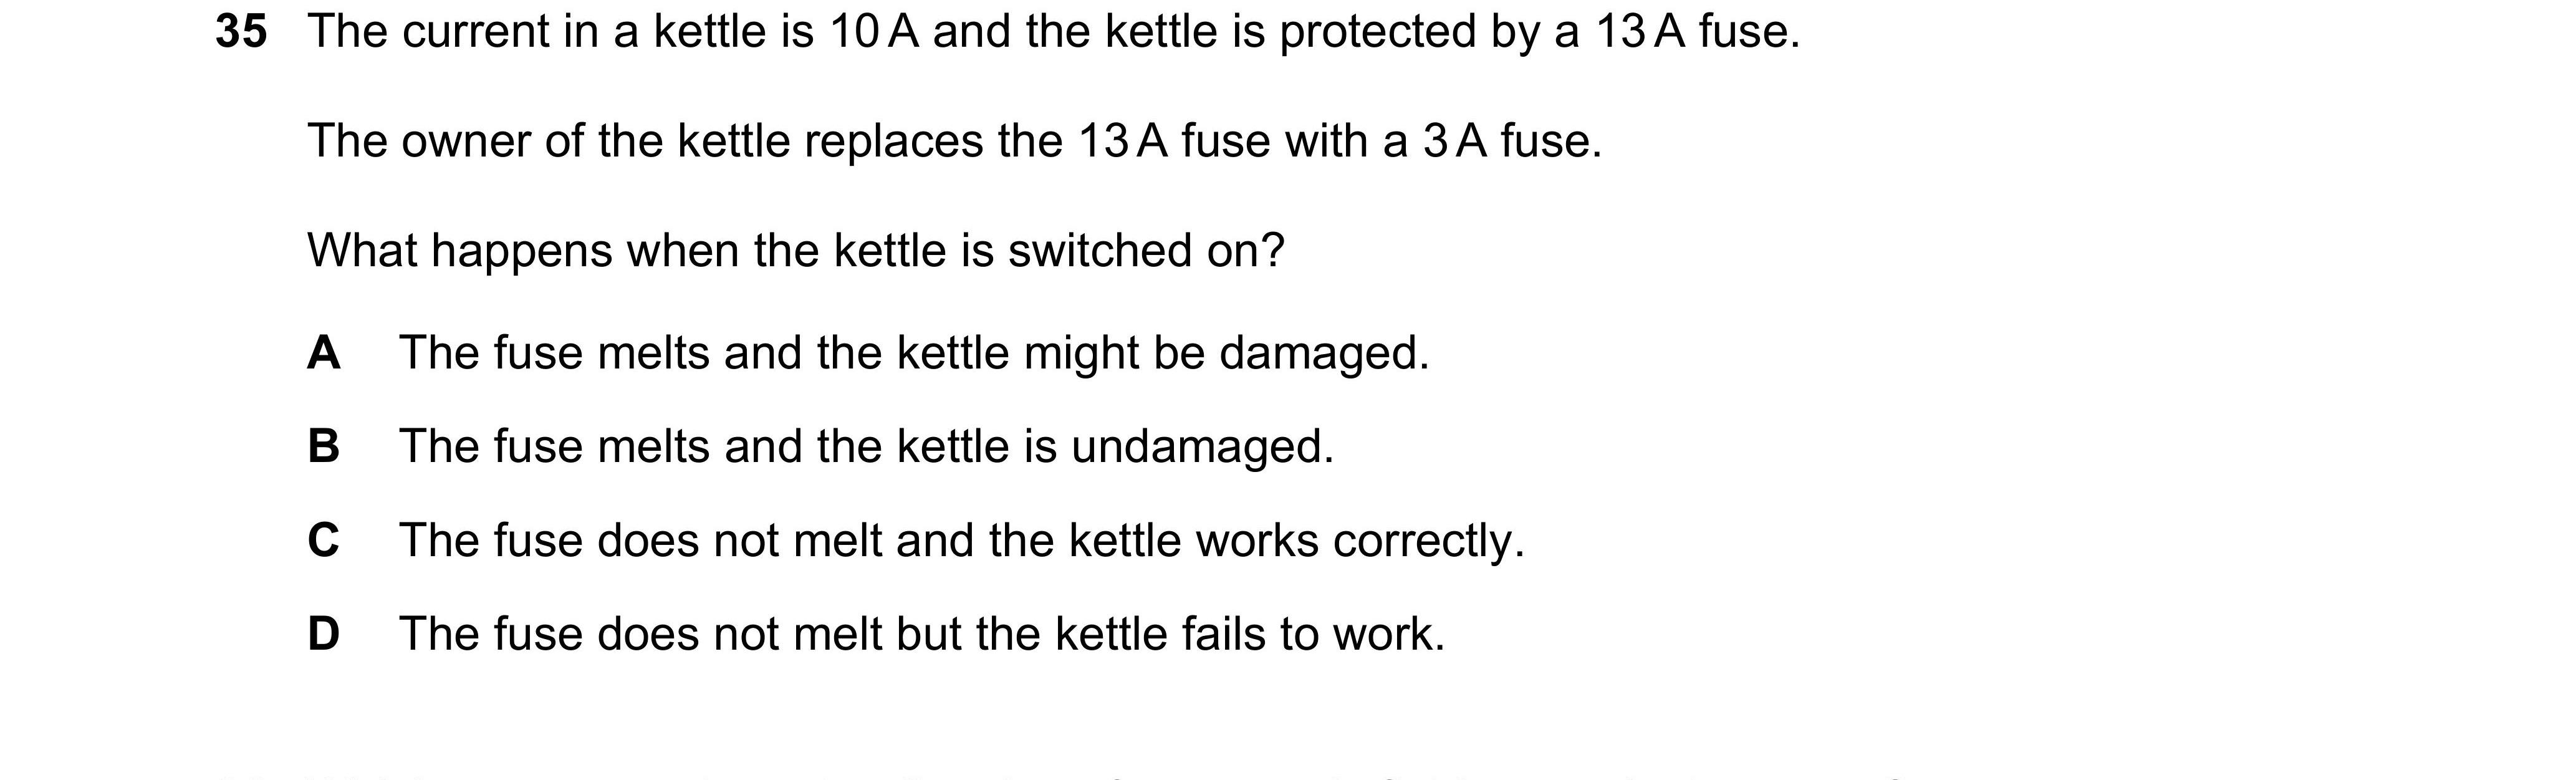 35 The current in a kettle is 10 A and the kettle is protected by a 13 A fuse.
The owner of the kettle replaces the 13 A fuse with a 3 A fuse.
What happens when the kettle is switched on?
A The fuse melts and the kettle might be damaged.
B The fuse melts and the kettle is undamaged.
C The fuse does not melt and the kettle works correctly.
D The fuse does not melt but the kettle fails to work.